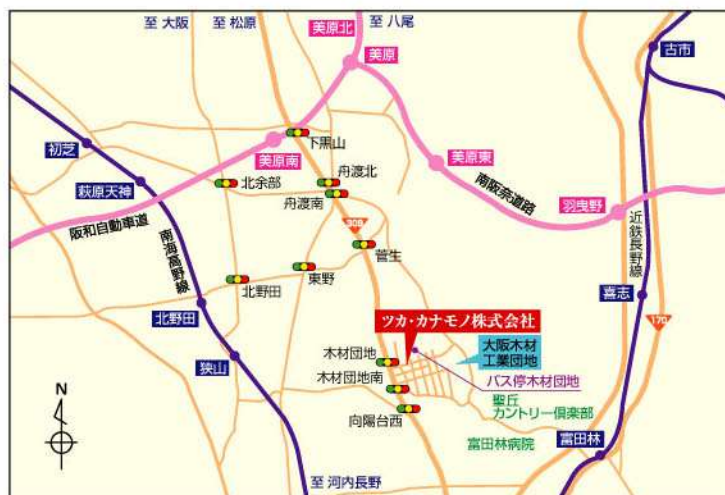 至 大阪
至 松原
至 八尾
美原北
美原
古市
下黒山
初芝
美原南
萩原天神
北余部
舟渡北
美原東
舟渡南
南阪奈道路
羽曳野
阪和自動車道
309
近鉄長野線
南海高野線
菅生
東野
北野田
喜志
北野田
ツカ・カナモノ株式会社
170
大阪木材
工業団地
木材団地
狭山
バス停木材団地
木材団地南
聖丘
カントリー倶楽部
向陽台西
富田林病院
富田林
N
至 河内長野